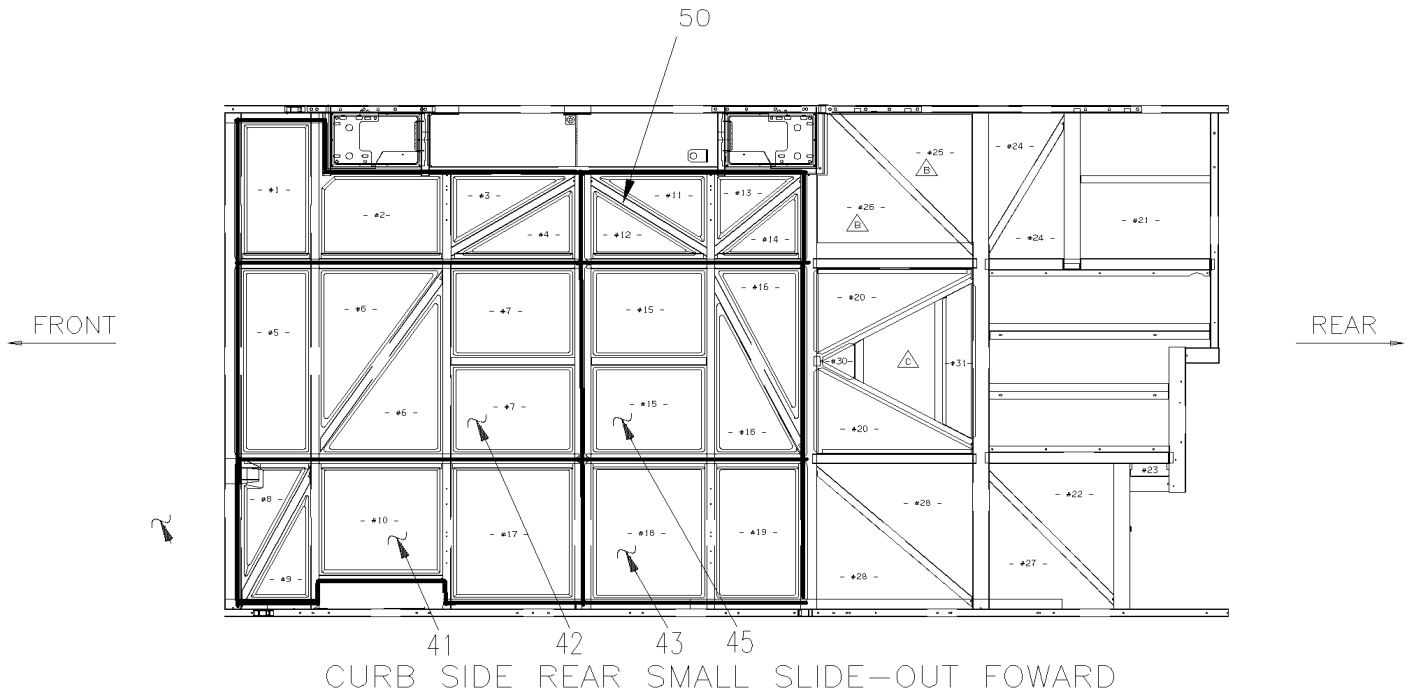 50
- #1 -
- #2 -
- #3 -
- #4 -
- #11 -
- #12 -
- #13 -
- #14 -
- #25 -
B
- #26 -
B
- #24 -
- #24 -
- #21 -
FRONT
REAR
- #5 -
- #6 -
- #6 -
- #7 -
- #7 -
- #15 -
- #15 -
- #16 -
- #16 -
- #20 -
- #30 -
C
- #31 -
- #20 -
- #8 -
- #9 -
- #10 -
- #17 -
- #18 -
- #19 -
- #28 -
- #28 -
- #22 -
- #23 -
- #27 -
41
42
43
45
CURB SIDE REAR SMALL SLIDE-OUT FOWARD